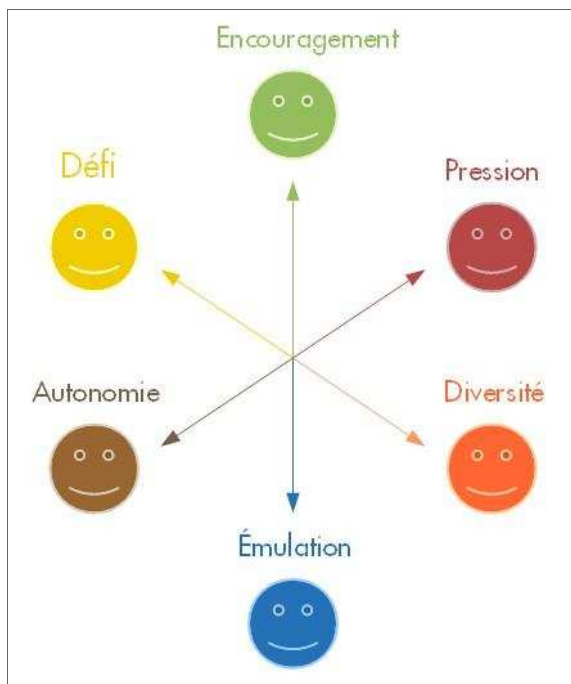 Encouragement
Défi
Pression
Autonomie
Diversité
Émulation